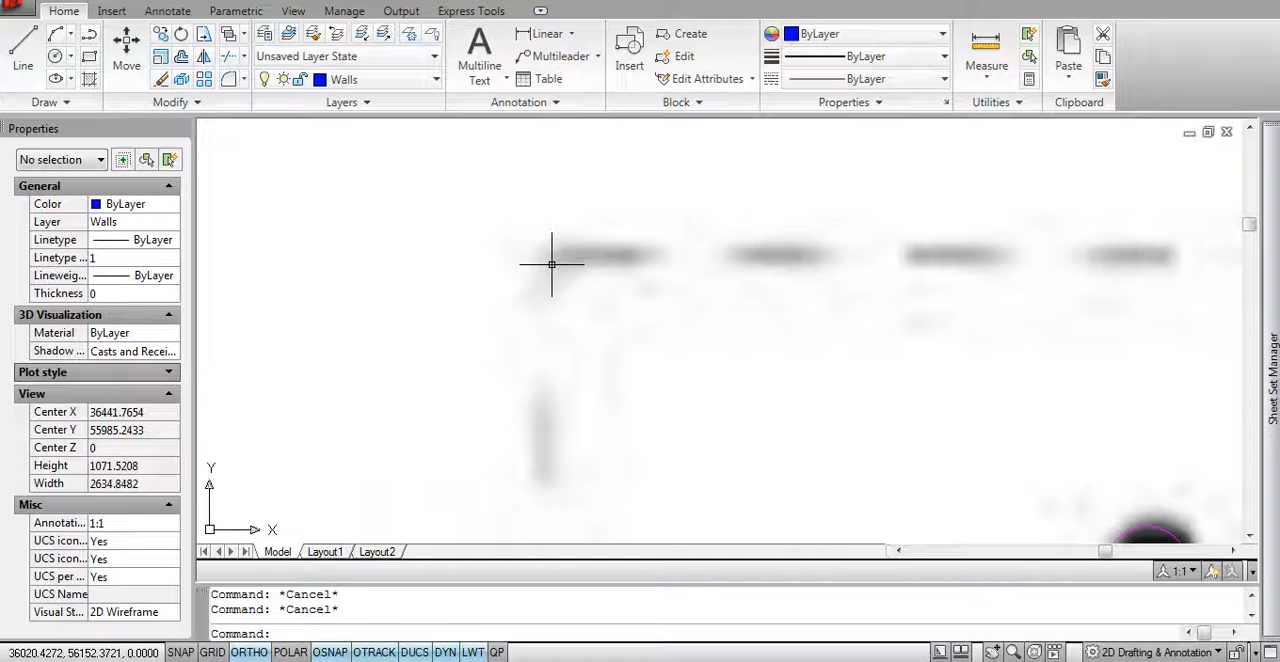 Home Insert Annotate Parametric View Manage Output Express Tools
Line
Move
Unsaved Layer State
Walls
Multiline
Text
Linear
Multileader
Table
Insert
Create
Edit
Edit Attributes
ByLayer
ByLayer
ByLayer
Measure
Paste
Draw Modify Layers Annotation Block Properties Utilities Clipboard
Properties
No selection
General
Color ByLayer
Layer Walls
Linetype ByLayer
Linetype ... 1
Lineweig... ByLayer
Thickness 0
3D Visualization
Material ByLayer
Shadow ... Casts and Recei...
Plot style
View
Center X 36441.7654
Center Y 55985.2433
Center Z 0
Height 1071.5208
Width 2634.8482
Misc
Annotati... 1:1
UCS icon... Yes
UCS icon... Yes
UCS per ... Yes
UCS Name
Visual St... 2D Wireframe
Y
X
Model Layout1 Layout2
1:1
Sheet Set Manager
Command: *Cancel*
Command: *Cancel*
Command:
36020.4272, 56152.3721, 0.0000 SNAP GRID ORTHO POLAR OSNAP OTRACK DUCS DYN LWT QP 2D Drafting & Annotation